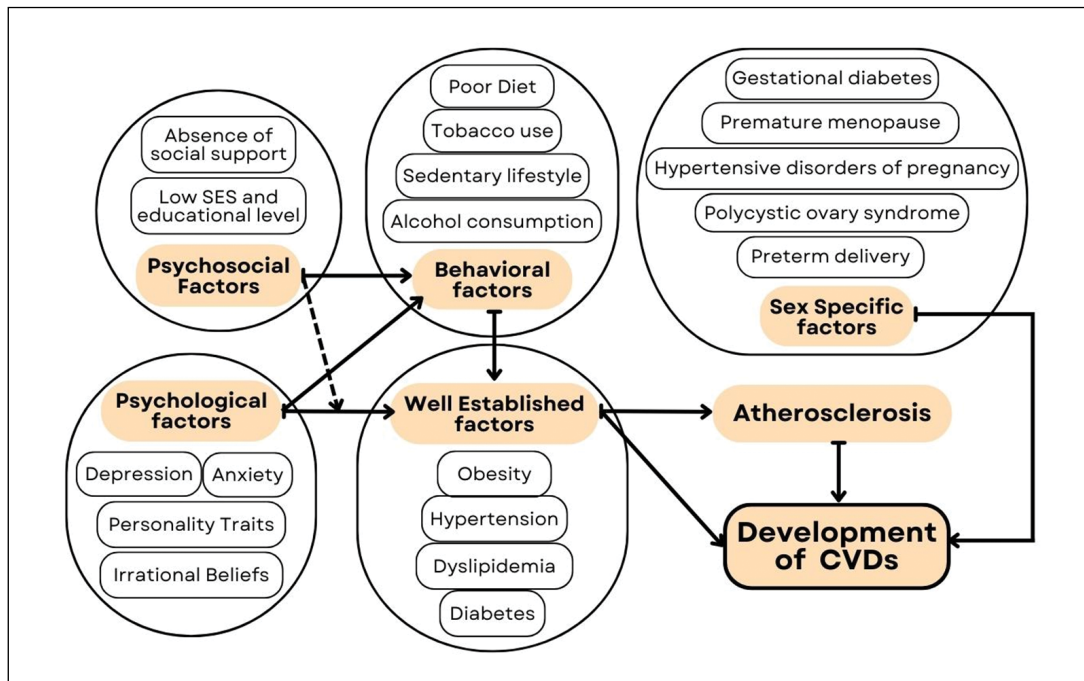 Absence of
social support
Low SES and
educational level
Psychosocial
Factors
Poor Diet
Tobacco use
Sedentary lifestyle
Alcohol consumption
Behavioral
factors
Gestational diabetes
Premature menopause
Hypertensive disorders of pregnancy
Polycystic ovary syndrome
Preterm delivery
Sex Specific
factors
Psychological
factors
Depression
Anxiety
Personality Traits
Irrational Beliefs
Well Established
factors
Obesity
Hypertension
Dyslipidemia
Diabetes
Atherosclerosis
Development
of CVDs